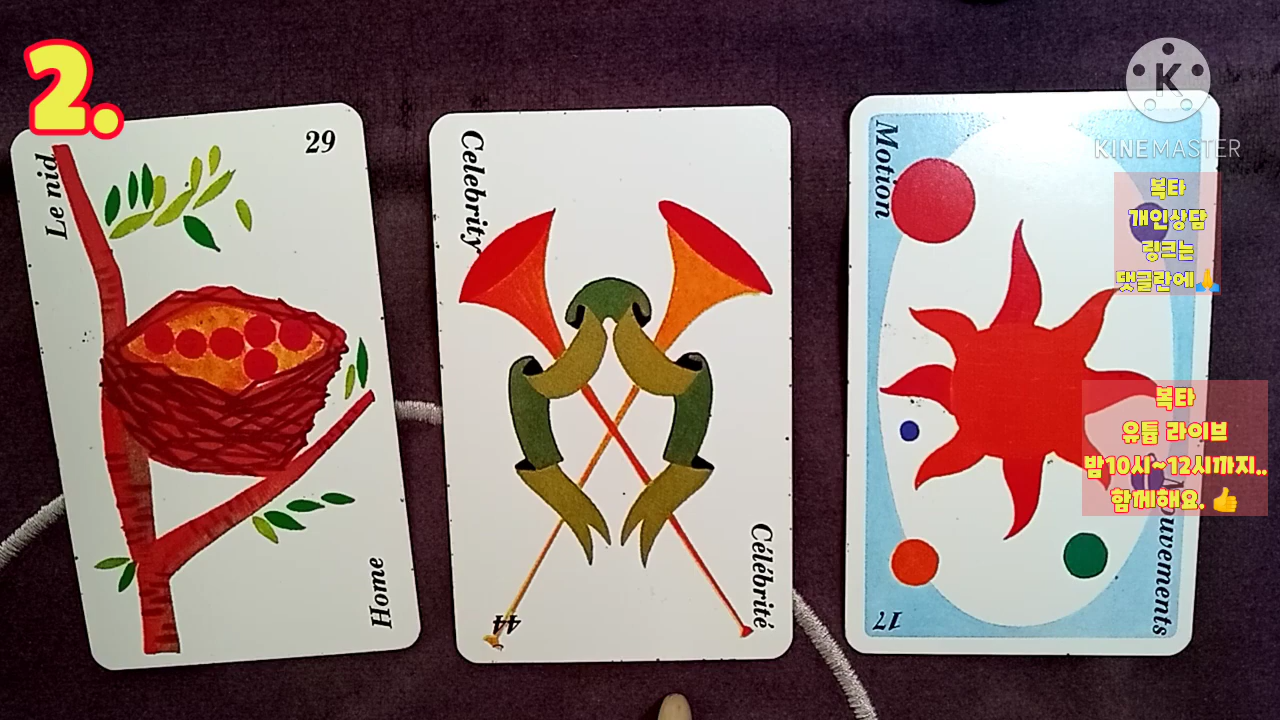 2.
Le nid
29
Home
Celebrity
Célébrité
44
Motion
Mouvements
17
KINEMASTER
복타
개인상담
링크는
댓글란에🙏
복타
유튭 라이브
밤10시~12시까지..
함께해요. 👍